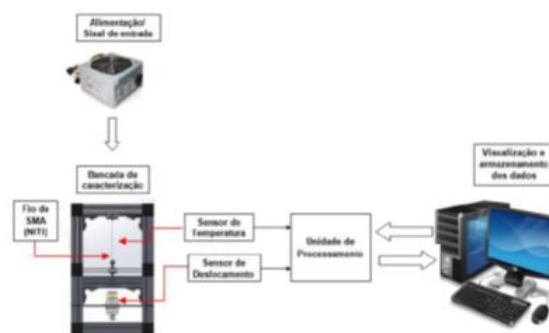 Alimentação/
Sinal de entrada
Bancada de
caracterização
Fio de
SMA
(NiTi)
Sensor de
Temperatura
Sensor de
Deslocamento
Unidade de
Processamento
Visualização e
armazenamento
dos dados